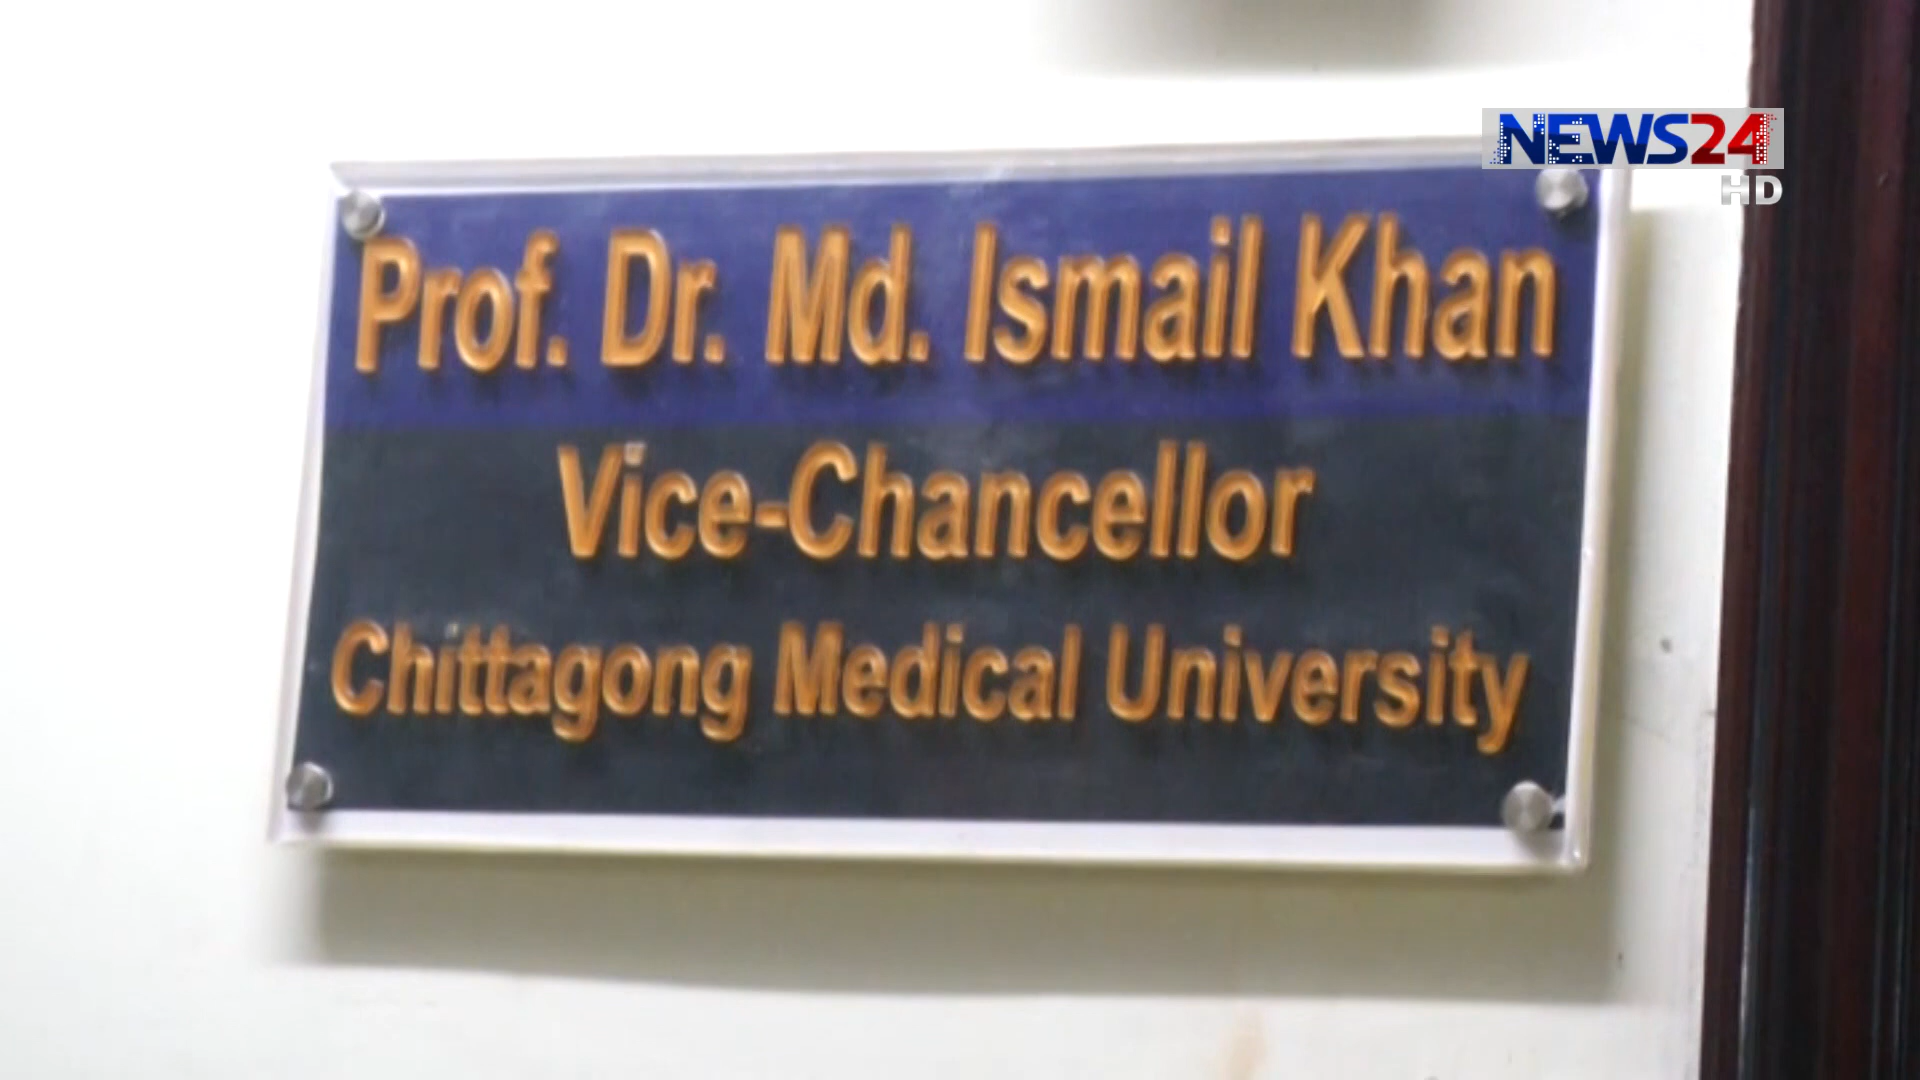 NEWS24
HD
Prof. Dr. Md. Ismail Khan
Vice-Chancellor
Chittagong Medical University